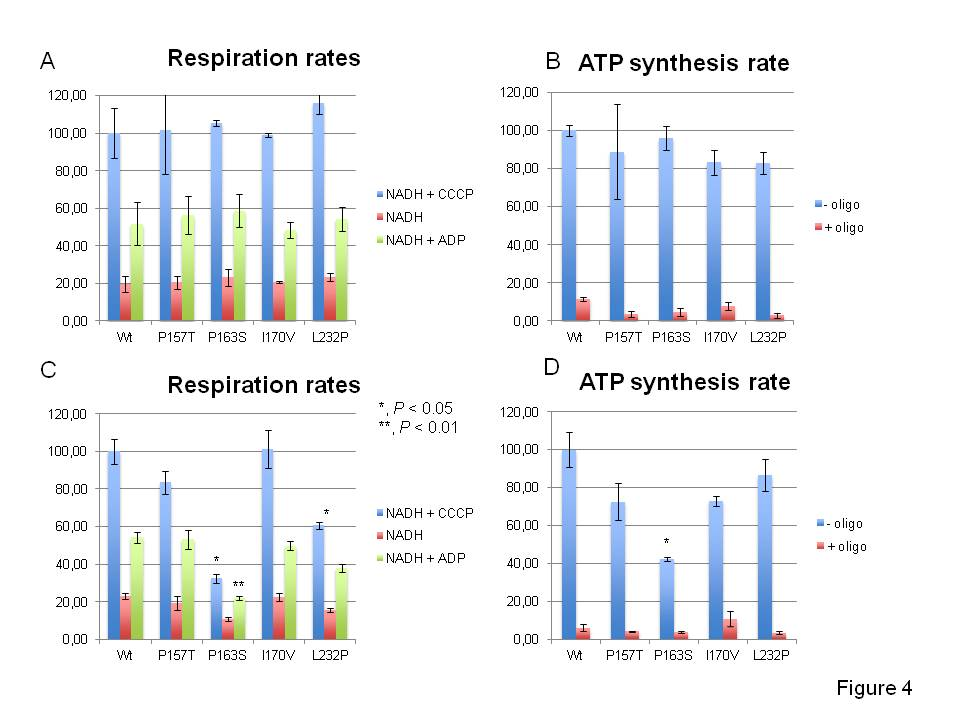 A
Respiration rates
120,00
100,00
80,00
60,00
40,00
20,00
0,00
Wt P157T P163S I170V L232P
NADH + CCCP
NADH
NADH + ADP
B
ATP synthesis rate
120,00
100,00
80,00
60,00
40,00
20,00
0,00
Wt P157T P163S I170V L232P
- oligo
+ oligo
C
Respiration rates
*, P < 0.05
**, P < 0.01
120,00
100,00
80,00
60,00
40,00
20,00
0,00
*
**
*
Wt P157T P163S I170V L232P
NADH + CCCP
NADH
NADH + ADP
D
ATP synthesis rate
120,00
100,00
80,00
60,00
40,00
20,00
0,00
*
Wt P157T P163S I170V L232P
- oligo
+ oligo
Figure 4